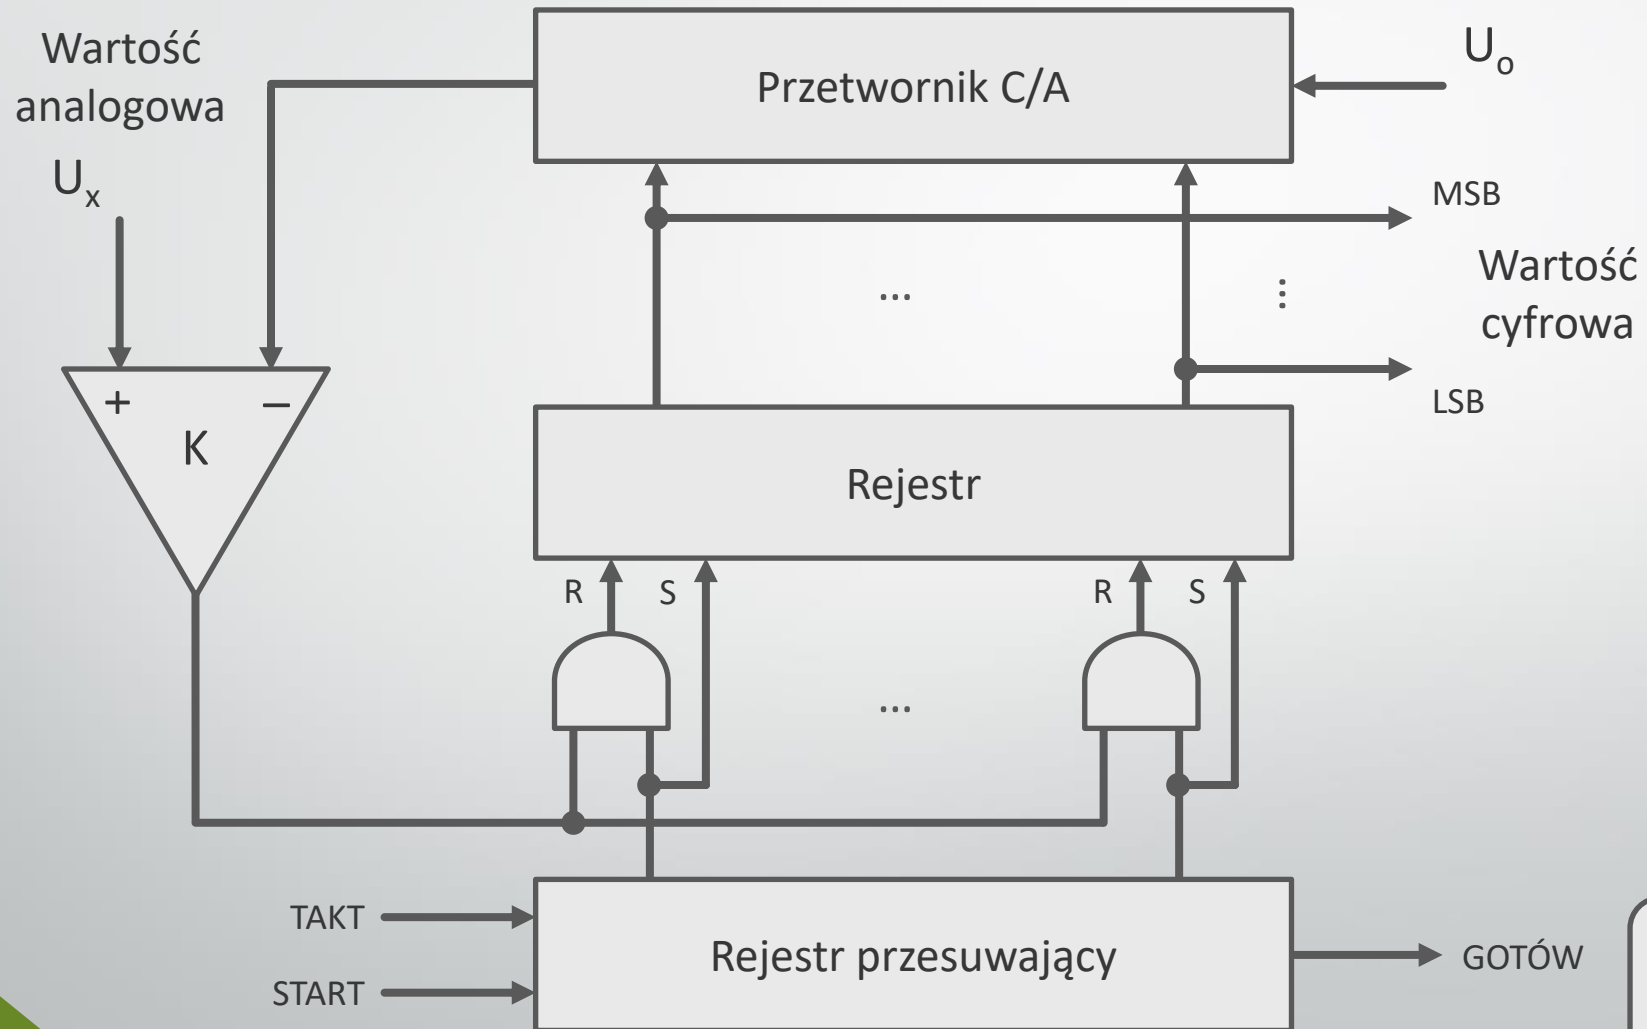 Wartość
analogowa
Uₓ
Przetwornik C/A
Uₒ
MSB
...
...
Wartość
cyfrowa
LSB
+
−
K
Rejestr
R
S
R
S
...
TAKT
START
Rejestr przesuwający
GOTÓW